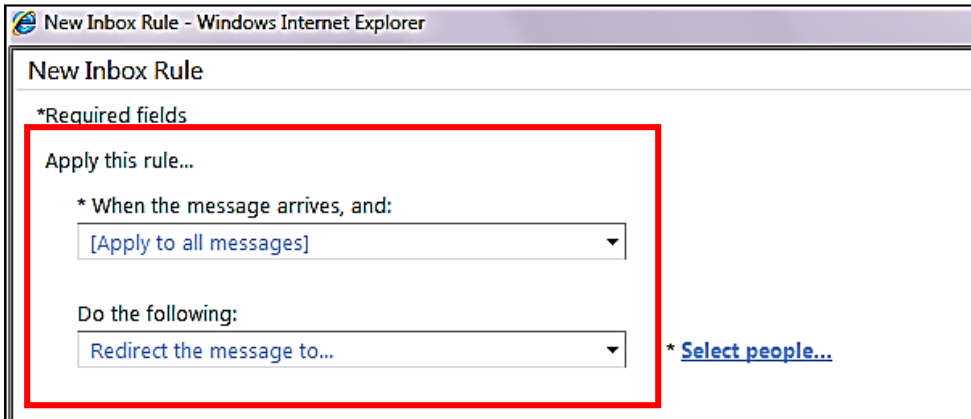 New Inbox Rule - Windows Internet Explorer
New Inbox Rule
*Required fields
Apply this rule...
* When the message arrives, and:
[Apply to all messages]
Do the following:
Redirect the message to... * Select people...